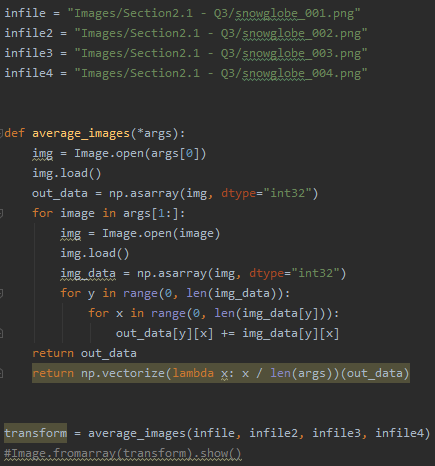 infile = "Images/Section2.1 - Q3/snowglobe_001.png"
infile2 = "Images/Section2.1 - Q3/snowglobe_002.png"
infile3 = "Images/Section2.1 - Q3/snowglobe_003.png"
infile4 = "Images/Section2.1 - Q3/snowglobe_004.png"
def average_images(*args):
    img = Image.open(args[0])
    img.load()
    out_data = np.asarray(img, dtype="int32")
    for image in args[1:]:
        img = Image.open(image)
        img.load()
        img_data = np.asarray(img, dtype="int32")
        for y in range(0, len(img_data)):
            for x in range(0, len(img_data[y])):
                out_data[y][x] += img_data[y][x]
    return out_data
    return np.vectorize(lambda x: x / len(args))(out_data)
transform = average_images(infile, infile2, infile3, infile4)
#Image.fromarray(transform).show()